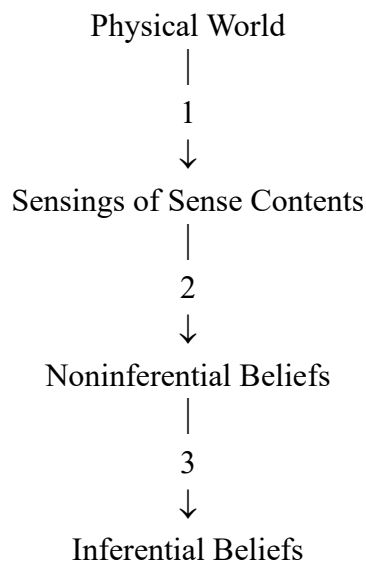 Physical World
1
Sensings of Sense Contents
2
Noninferential Beliefs
3
Inferential Beliefs